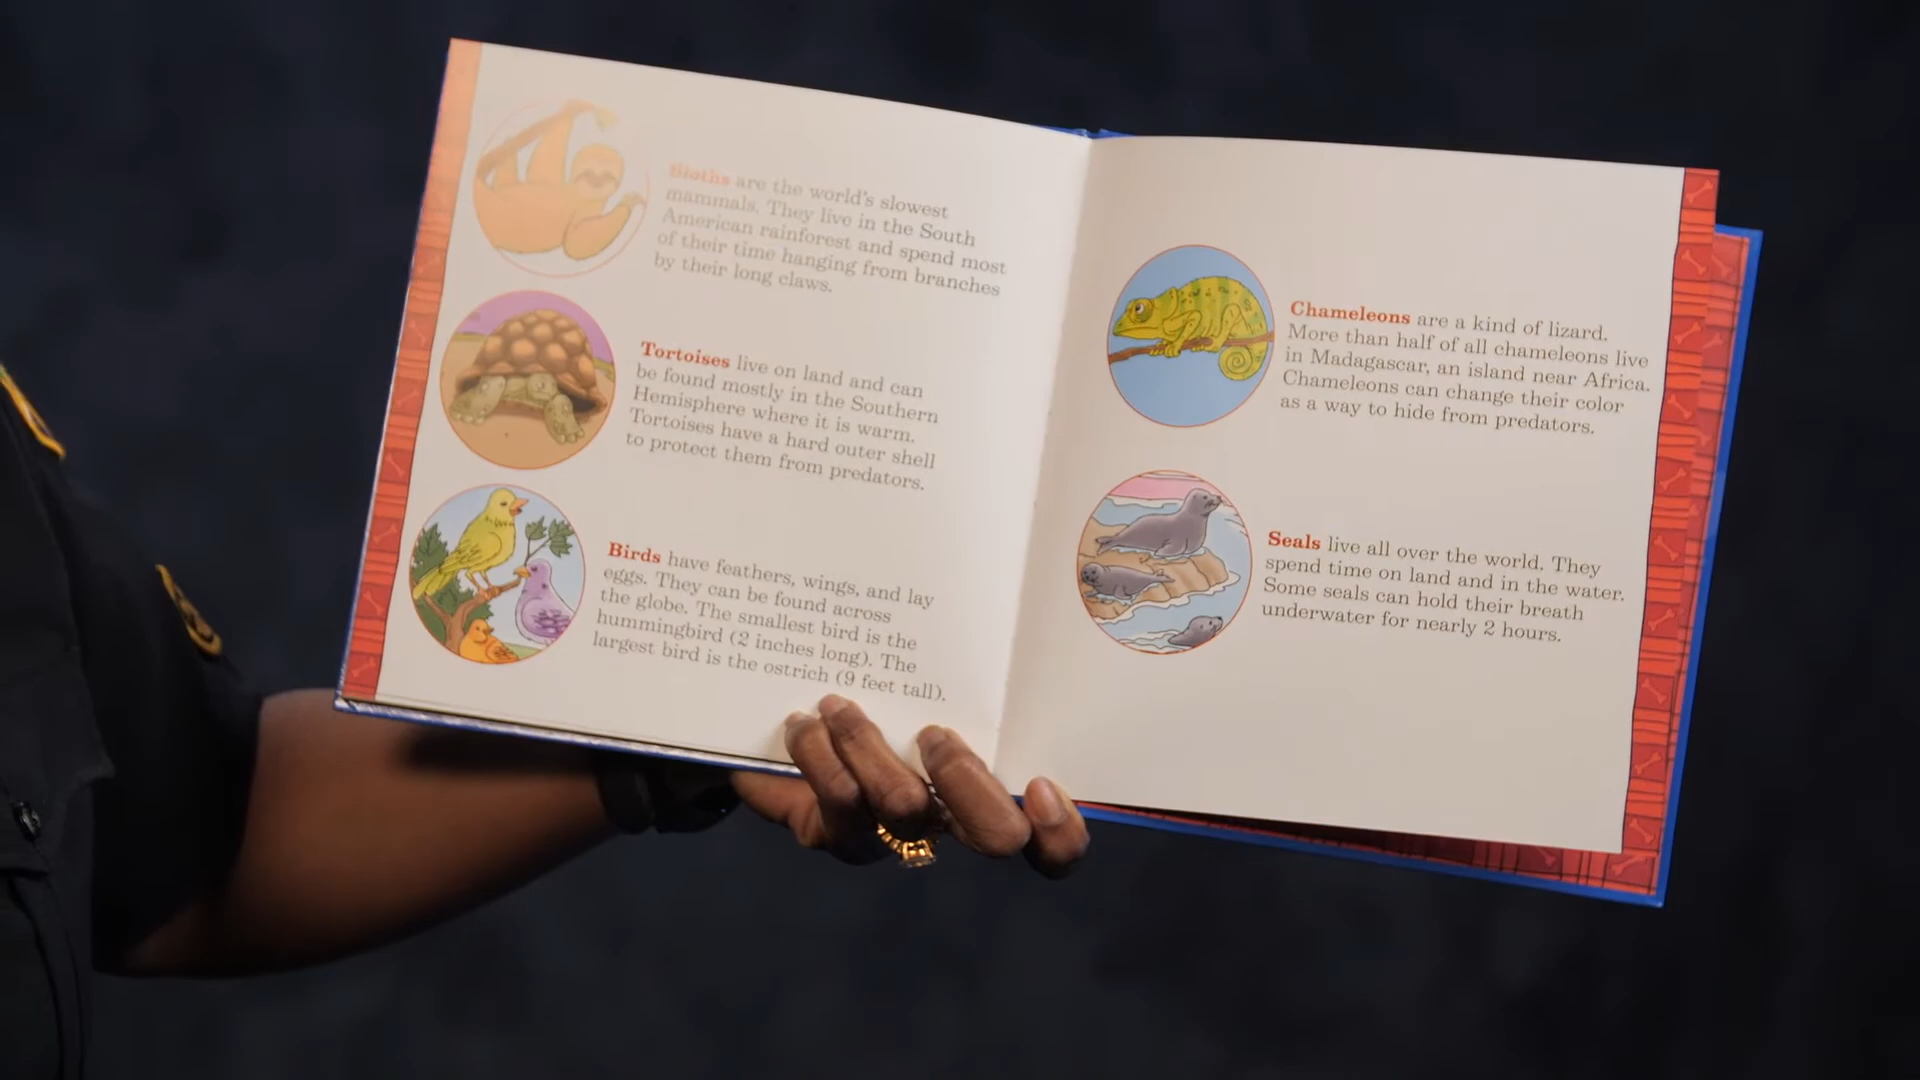 Sloths are the world's slowest
mammals. They live in the South
American rainforest and spend most
of their time hanging from branches
by their long claws.
Tortoises live on land and can
be found mostly in the Southern
Hemisphere where it is warm.
Tortoises have a hard outer shell
to protect them from predators.
Birds have feathers, wings, and lay
eggs. They can be found across
the globe. The smallest bird is the
hummingbird (2 inches long). The
largest bird is the ostrich (9 feet tall).
Chameleons are a kind of lizard.
More than half of all chameleons live
in Madagascar, an island near Africa.
Chameleons can change their color
as a way to hide from predators.
Seals live all over the world. They
spend time on land and in the water.
Some seals can hold their breath
underwater for nearly 2 hours.